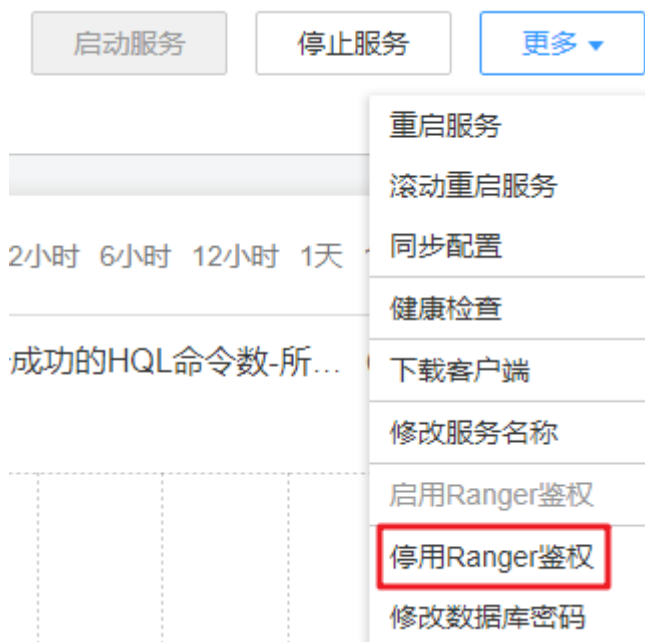 启动服务 停止服务 更多
重启服务
滚动重启服务
2小时 6小时 12小时 1天
同步配置
健康检查
成功的HQL命令数-所...
下载客户端
修改服务名称
启用Ranger鉴权
停用Ranger鉴权
修改数据库密码